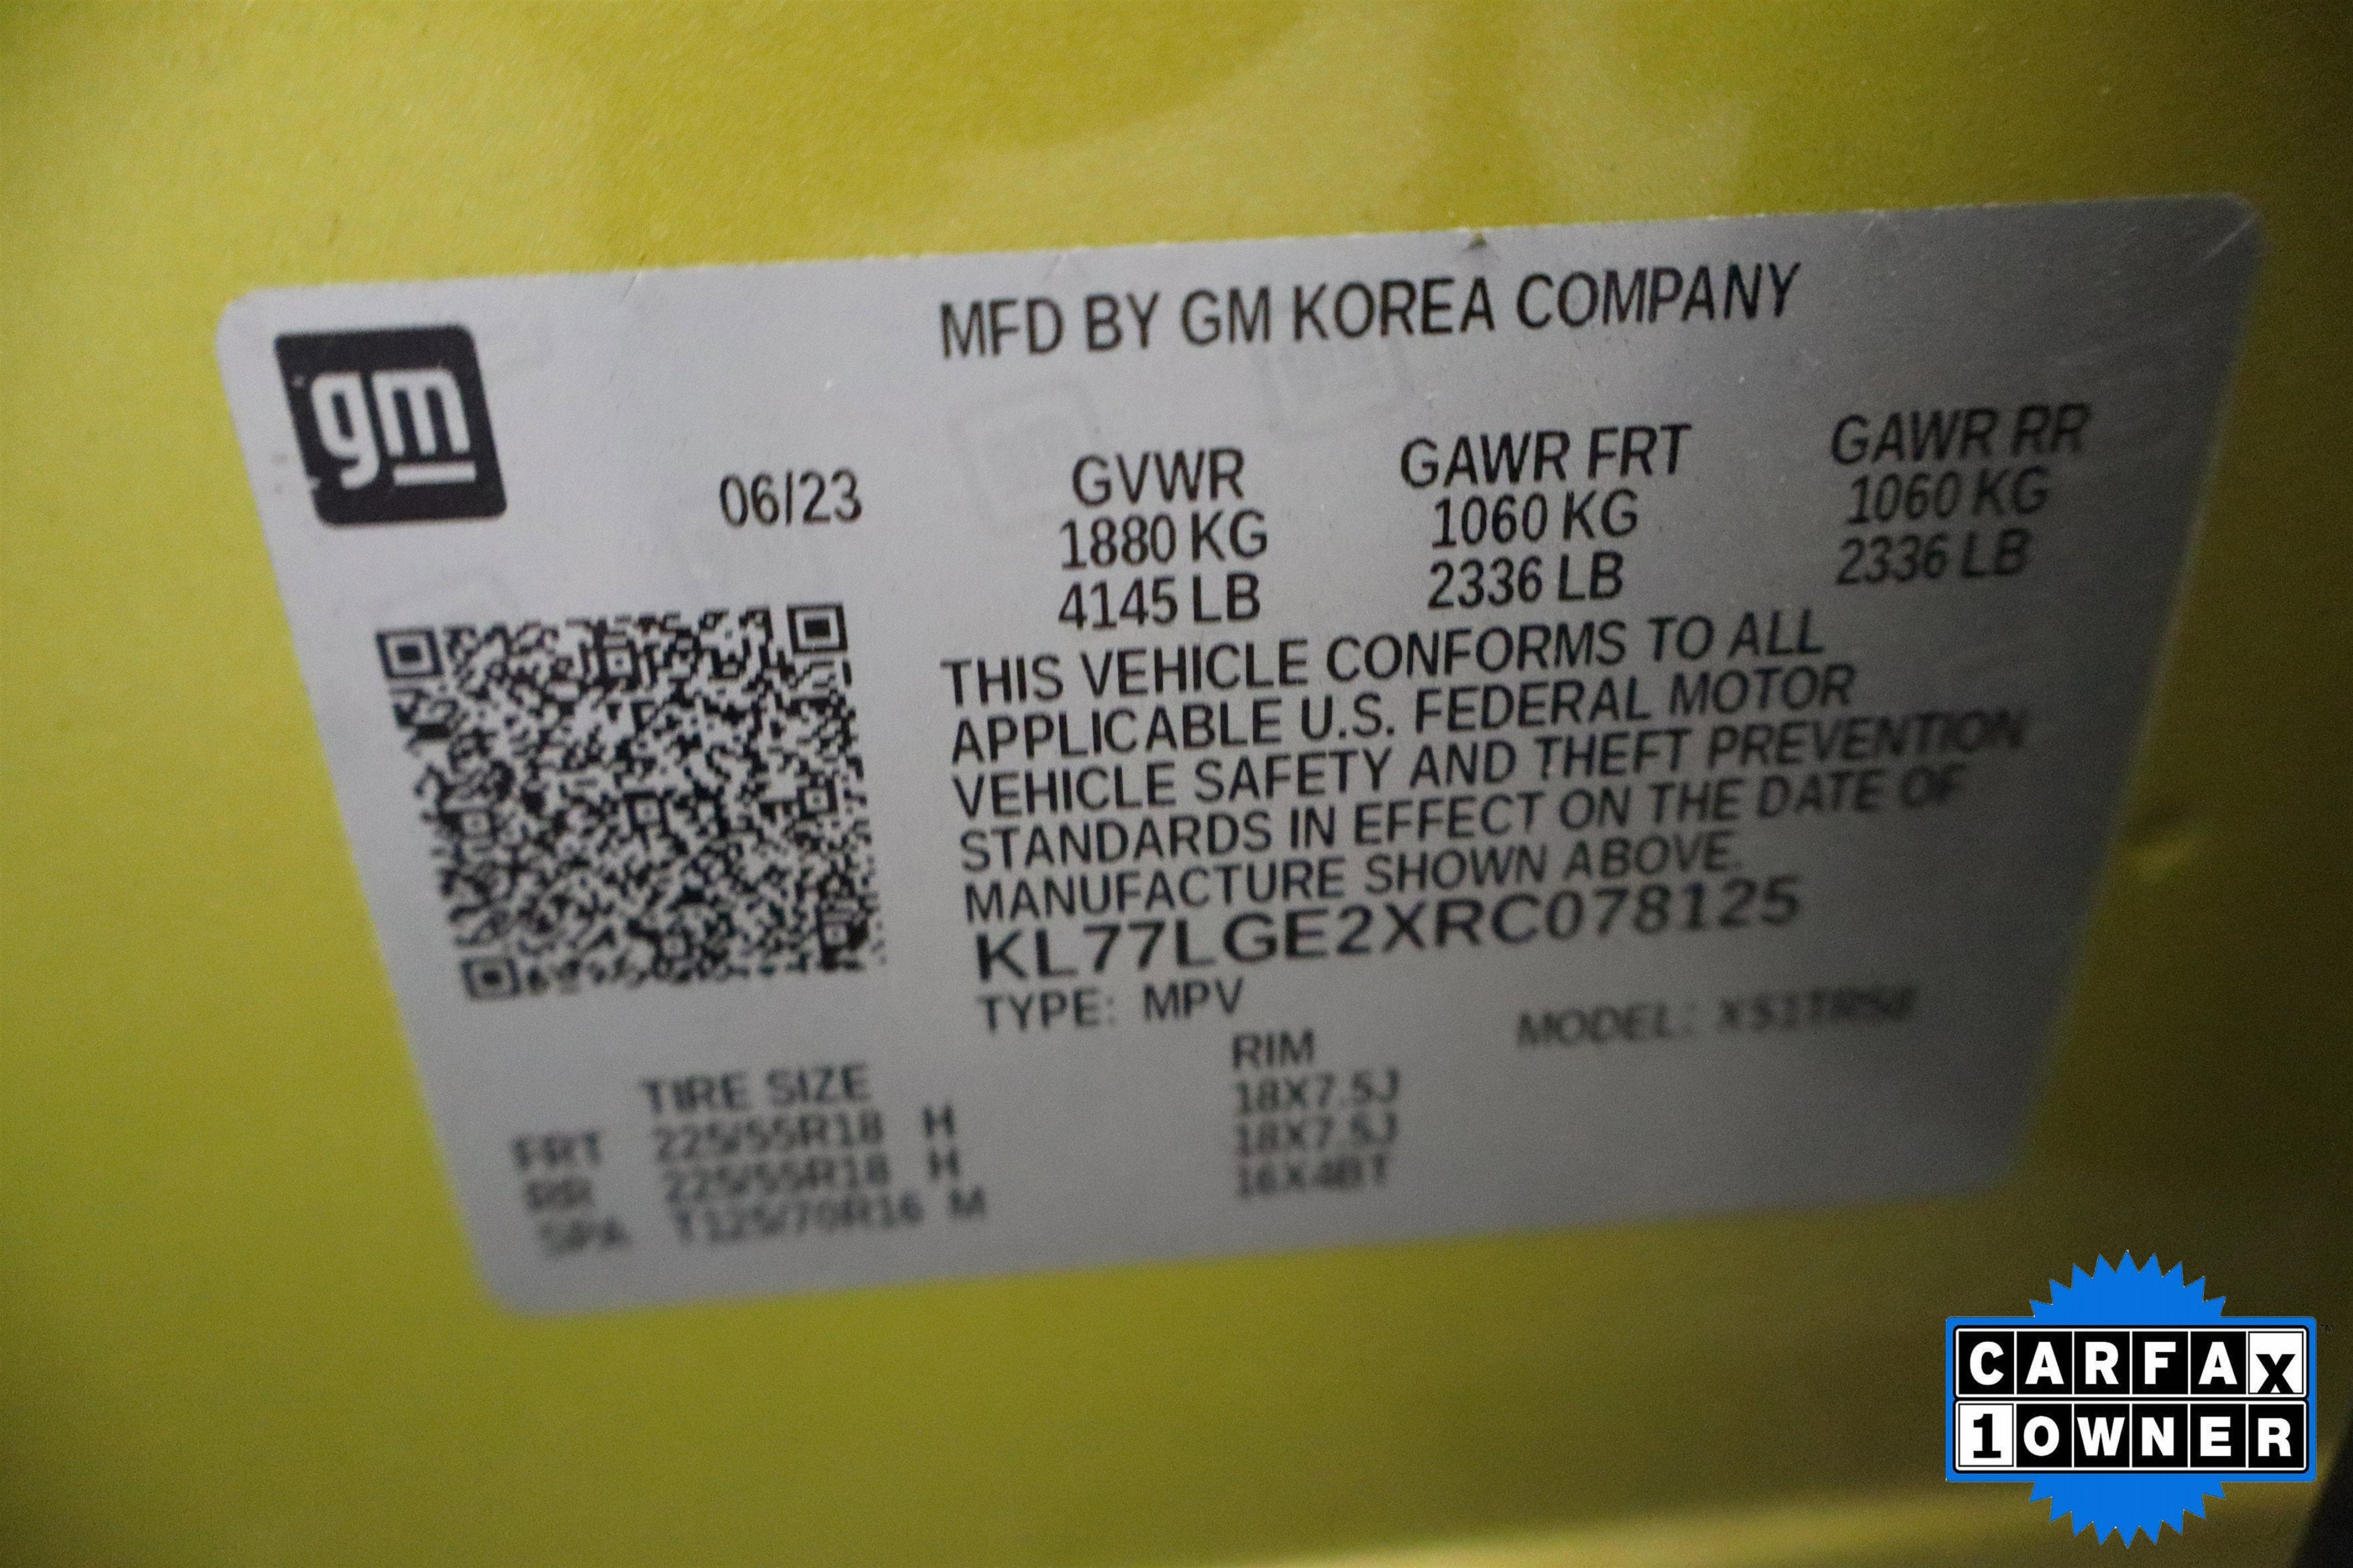 MFD BY GM KOREA COMPANY
gm
06/23
GVWR GAWR FRT GAWR RR
1880 KG 1060 KG 1060 KG
4145 LB 2336 LB 2336 LB
THIS VEHICLE CONFORMS TO ALL
APPLICABLE U.S. FEDERAL MOTOR
VEHICLE SAFETY AND THEFT PREVENTION
STANDARDS IN EFFECT ON THE DATE OF
MANUFACTURE SHOWN ABOVE.
KL77LGE2XRC078125
TYPE: MPV MODEL:
TIRE SIZE RIM
FRT 225/55R18 H 18X7.5J
RR 225/55R18 H 18X7.5J
SPA T125/70R16 M 16X4BT
CARFAX
1 OWNER